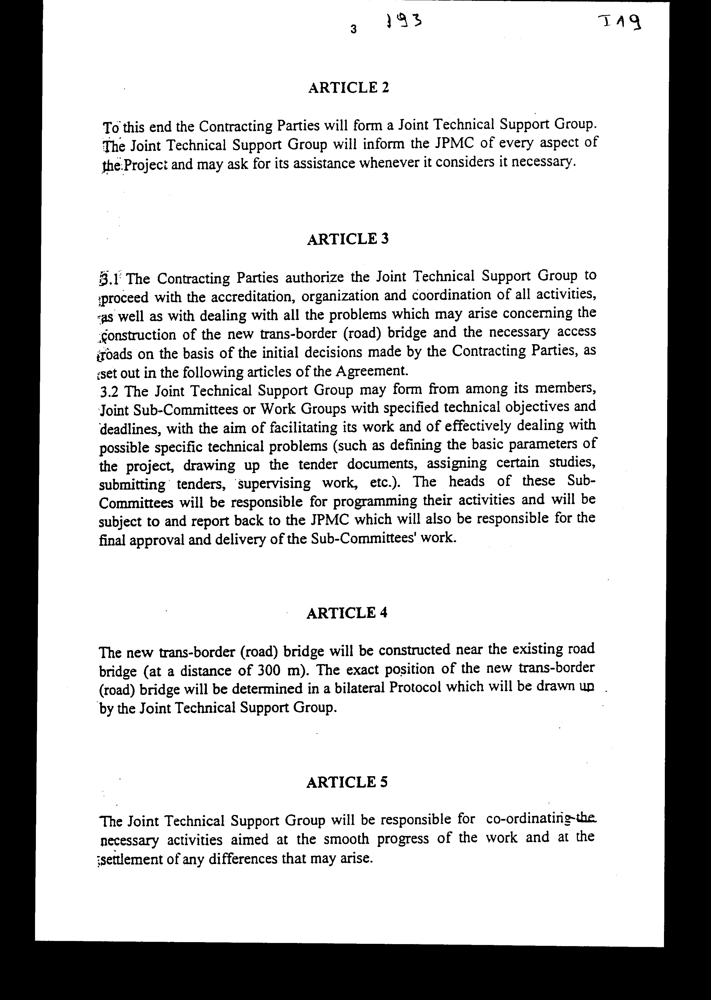 3
193
I19
ARTICLE 2
To this end the Contracting Parties will form a Joint Technical Support Group.
The Joint Technical Support Group will inform the JPMC of every aspect of
the Project and may ask for its assistance whenever it considers it necessary.
ARTICLE 3
3.1 The Contracting Parties authorize the Joint Technical Support Group to
proceed with the accreditation, organization and coordination of all activities,
as well as with dealing with all the problems which may arise concerning the
construction of the new trans-border (road) bridge and the necessary access
roads on the basis of the initial decisions made by the Contracting Parties, as
set out in the following articles of the Agreement.
3.2 The Joint Technical Support Group may form from among its members,
Joint Sub-Committees or Work Groups with specified technical objectives and
deadlines, with the aim of facilitating its work and of effectively dealing with
possible specific technical problems (such as defining the basic parameters of
the project, drawing up the tender documents, assigning certain studies,
submitting tenders, supervising work, etc.). The heads of these Sub-
Committees will be responsible for programming their activities and will be
subject to and report back to the JPMC which will also be responsible for the
final approval and delivery of the Sub-Committees' work.
ARTICLE 4
The new trans-border (road) bridge will be constructed near the existing road
bridge (at a distance of 300 m). The exact position of the new trans-border
(road) bridge will be determined in a bilateral Protocol which will be drawn up
by the Joint Technical Support Group.
ARTICLE 5
The Joint Technical Support Group will be responsible for co-ordinating the
necessary activities aimed at the smooth progress of the work and at the
settlement of any differences that may arise.